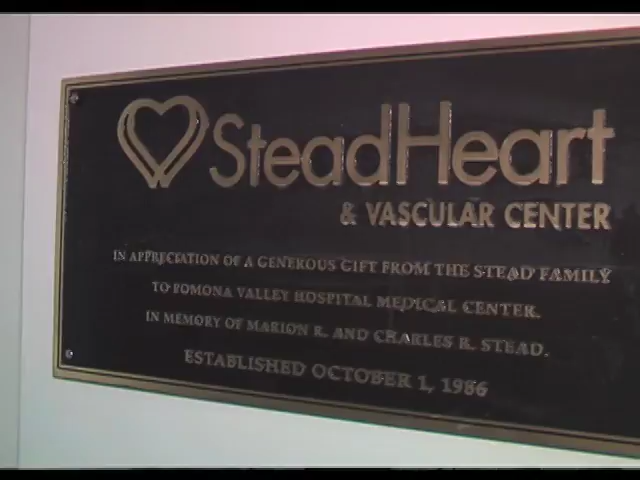 SteadHeart
& VASCULAR CENTER
IN APPRECIATION OF A GENEROUS GIFT FROM THE STEAD FAMILY
TO POMONA VALLEY HOSPITAL MEDICAL CENTER.
IN MEMORY OF MARION R. AND CHARLES R. STEAD.
ESTABLISHED OCTOBER 1, 1986